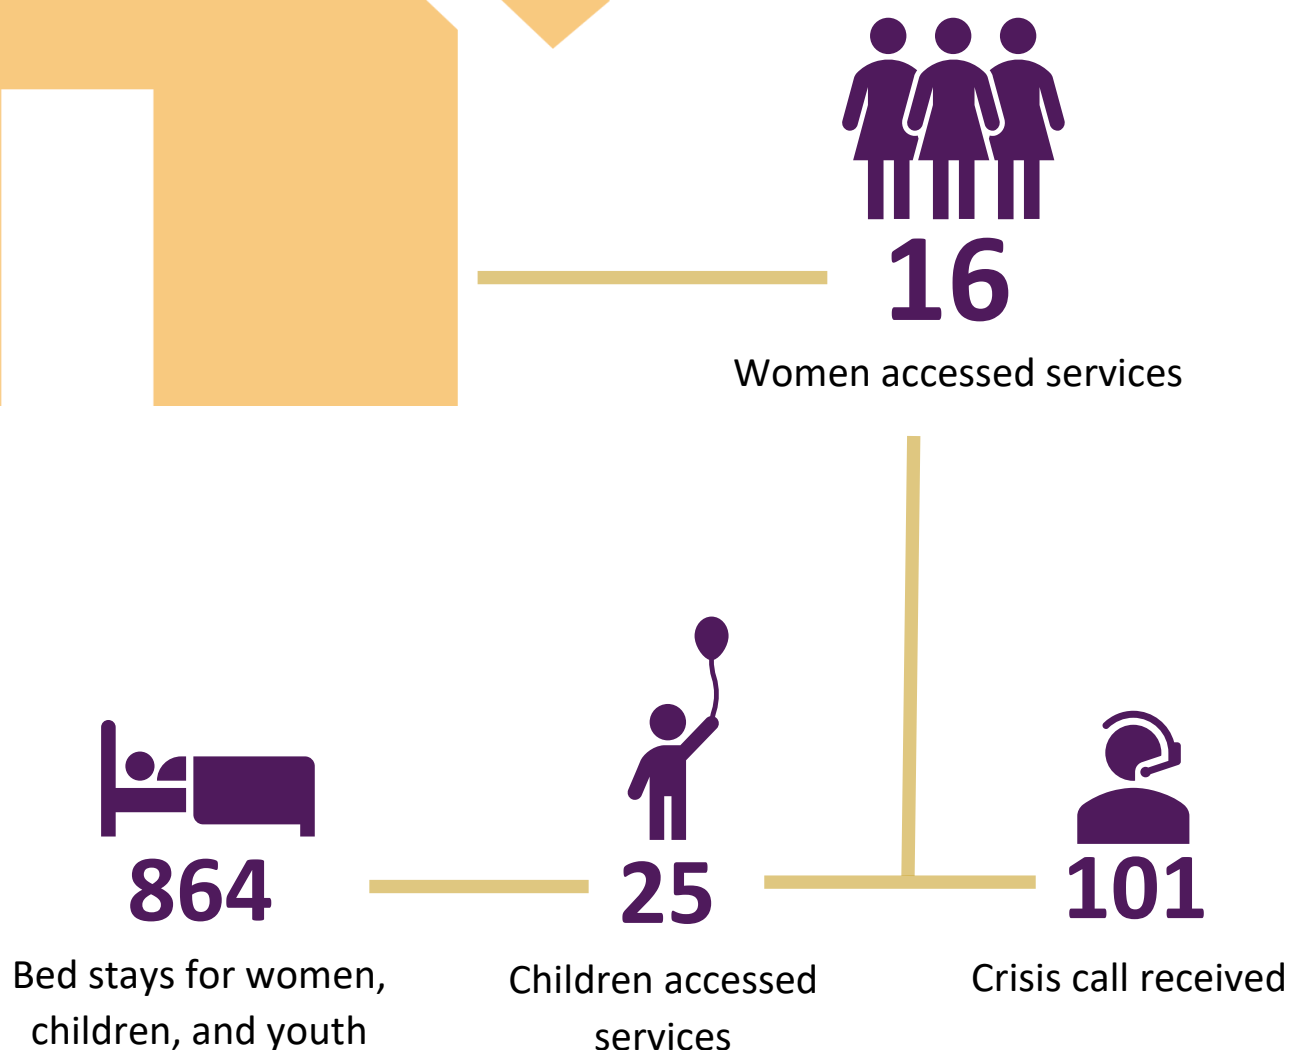 16
Women accessed services
864
Bed stays for women,
children, and youth
25
Children accessed
services
101
Crisis call received